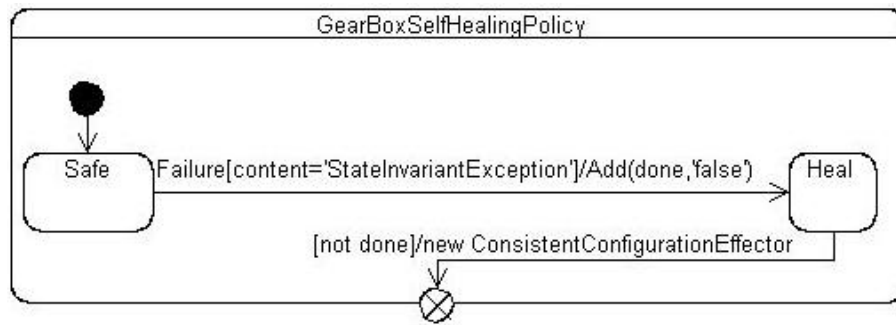 GearBoxSelfHealingPolicy
Safe
Failure[content='StateInvariantException']/Add(done,'false')
Heal
[not done]/new ConsistentConfigurationEffector